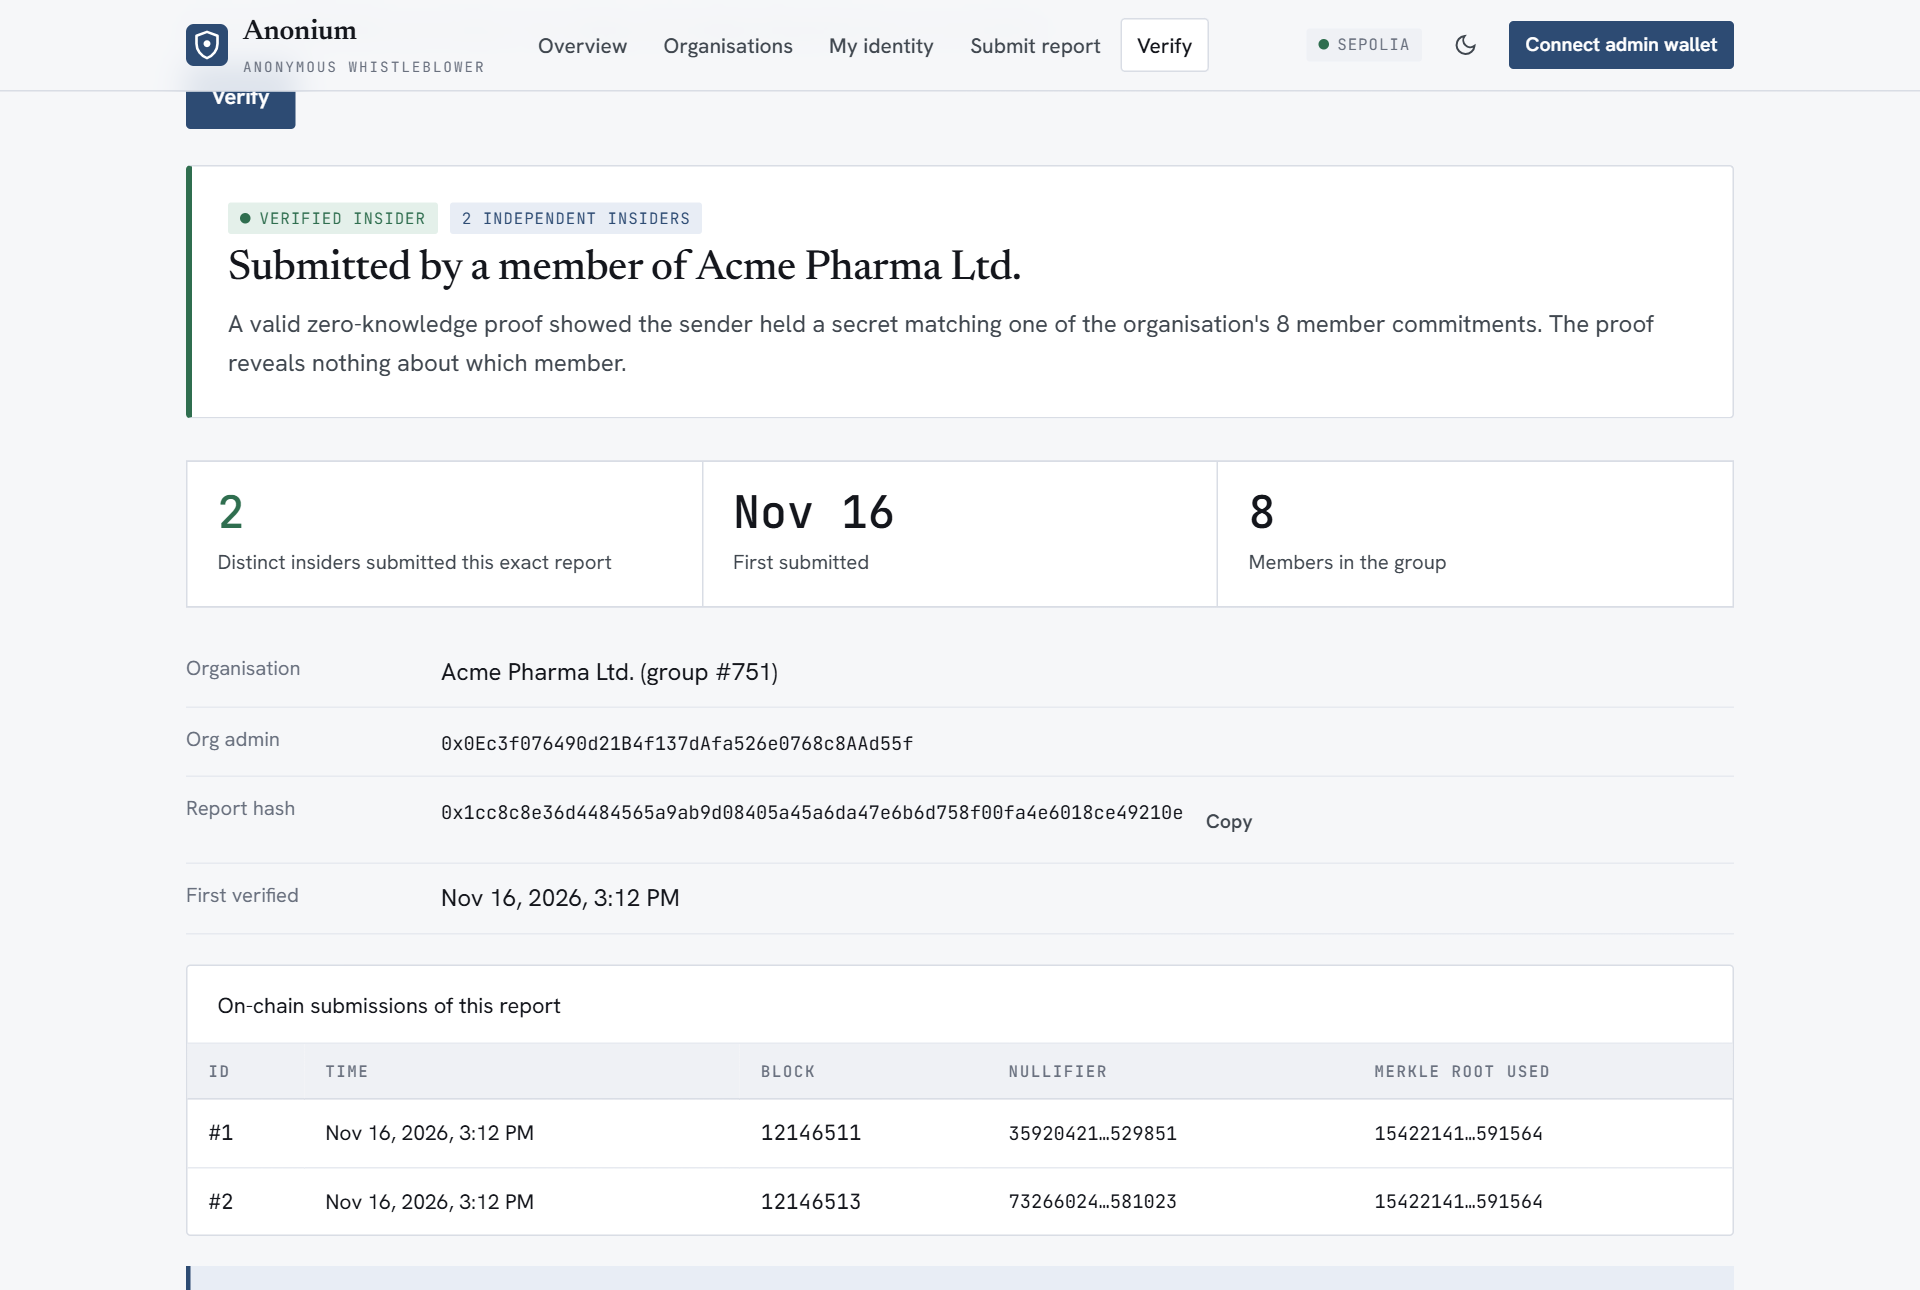 Anonium
ANONYMOUS WHISTLEBLOWER
Overview
Organisations
My identity
Submit report
Verify
SEPOLIA
Connect admin wallet
Verify
VERIFIED INSIDER
2 INDEPENDENT INSIDERS
Submitted by a member of Acme Pharma Ltd.
A valid zero-knowledge proof showed the sender held a secret matching one of the organisation's 8 member commitments. The proof
reveals nothing about which member.
2
Distinct insiders submitted this exact report
Nov 16
First submitted
8
Members in the group
Organisation
Acme Pharma Ltd. (group #751)
Org admin
0x0Ec3f076490d21B4f137dAfa526e0768c8AAd55f
Report hash
0x1cc8c8e36d4484565a9ab9d08405a45a6da47e6b6d758f00fa4e6018ce49210e
Copy
First verified
Nov 16, 2026, 3:12 PM
On-chain submissions of this report
ID TIME BLOCK NULLIFIER MERKLE ROOT USED
#1 Nov 16, 2026, 3:12 PM 12146511 35920421…529851 15422141…591564
#2 Nov 16, 2026, 3:12 PM 12146513 73266024…581023 15422141…591564